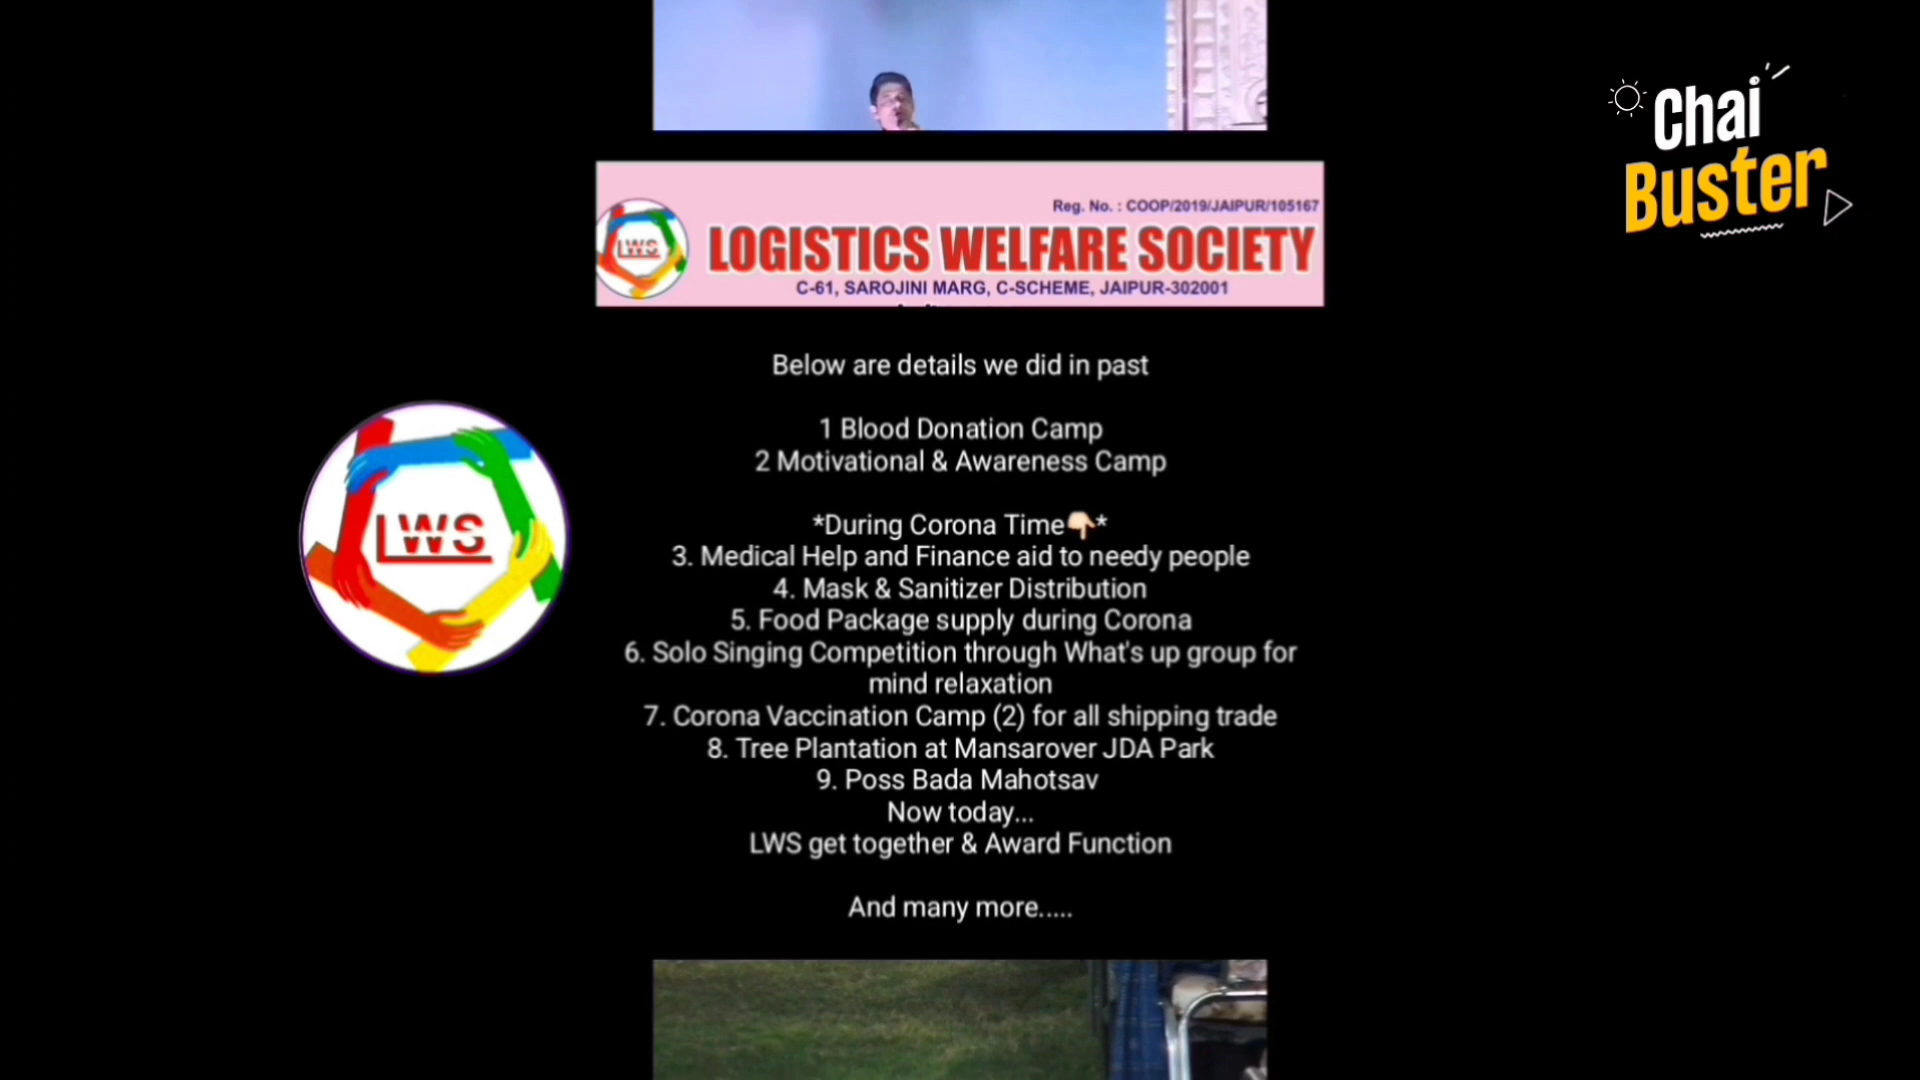 Chai
Buster
Reg. No. : COOP/2019/JAIPUR/105167
LWS
LOGISTICS WELFARE SOCIETY
C-61, SAROJINI MARG, C-SCHEME, JAIPUR-302001
Below are details we did in past
1 Blood Donation Camp
2 Motivational & Awareness Camp
LWS
*During Corona Time👇🏻*
3. Medical Help and Finance aid to needy people
4. Mask & Sanitizer Distribution
5. Food Package supply during Corona
6. Solo Singing Competition through What's up group for
mind relaxation
7. Corona Vaccination Camp (2) for all shipping trade
8. Tree Plantation at Mansarover JDA Park
9. Poss Bada Mahotsav
Now today...
LWS get together & Award Function
And many more.....